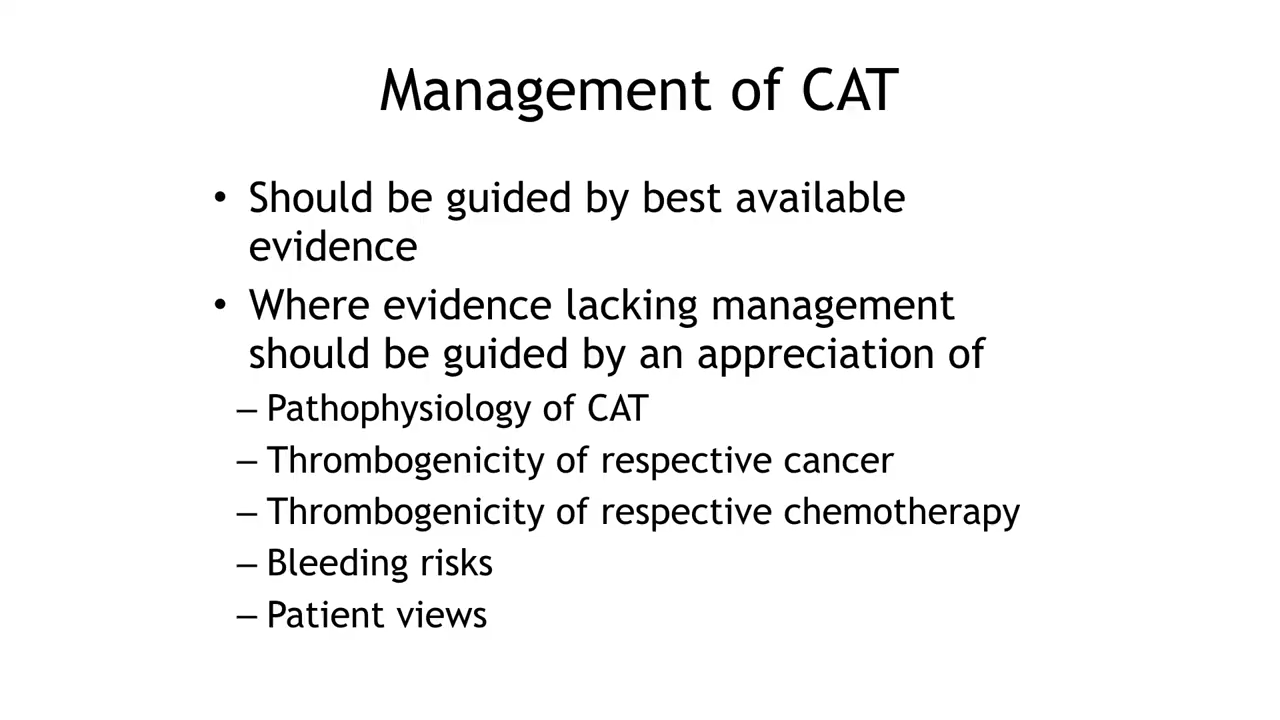 Management of CAT
• Should be guided by best available
evidence
• Where evidence lacking management
should be guided by an appreciation of
– Pathophysiology of CAT
– Thrombogenicity of respective cancer
– Thrombogenicity of respective chemotherapy
– Bleeding risks
– Patient views